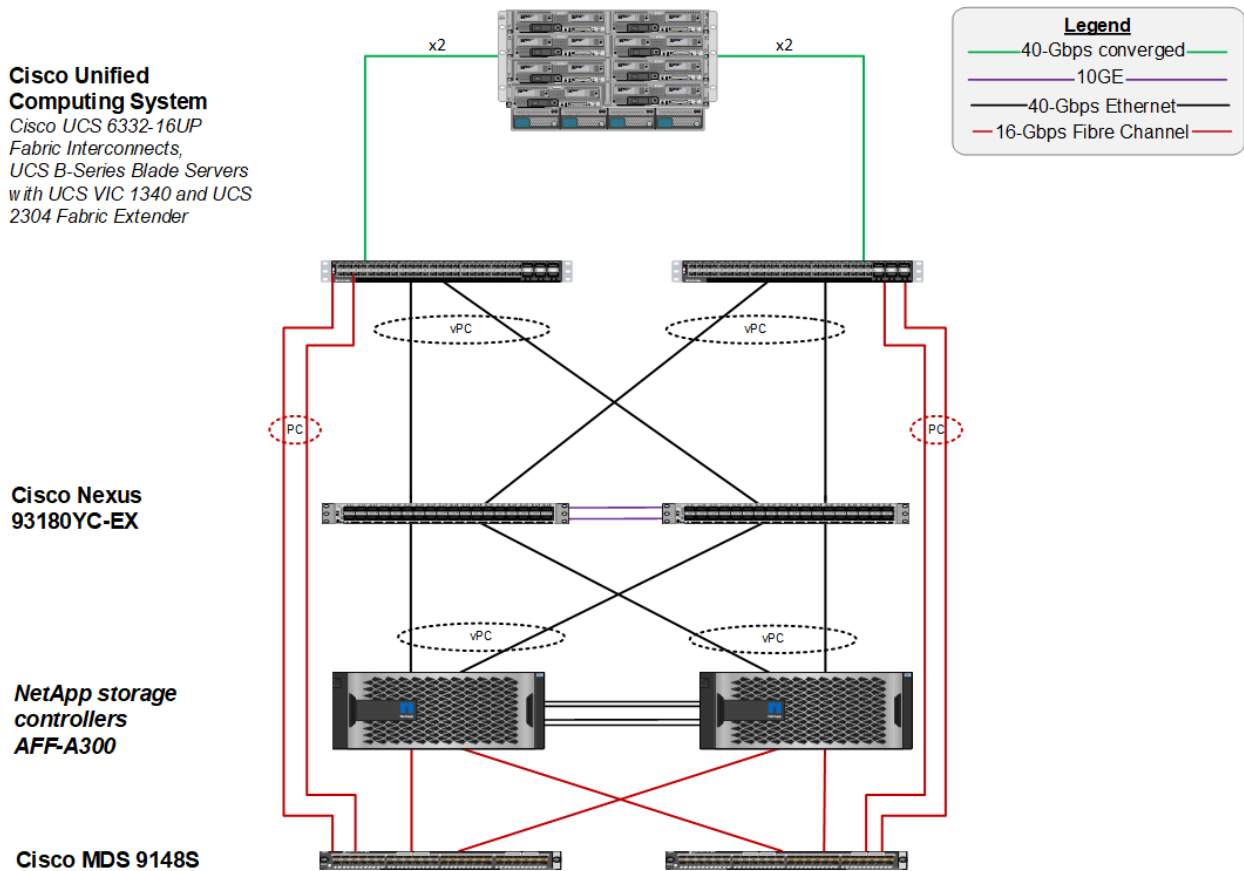 Legend
40-Gbps converged
10GE
40-Gbps Ethernet
16-Gbps Fibre Channel
x2
x2
Cisco Unified
Computing System
Cisco UCS 6332-16UP
Fabric Interconnects,
UCS B-Series Blade Servers
with UCS VIC 1340 and UCS
2304 Fabric Extender
vPC
vPC
PC
PC
Cisco Nexus
93180YC-EX
vPC
vPC
NetApp storage
controllers
AFF-A300
Cisco MDS 9148S